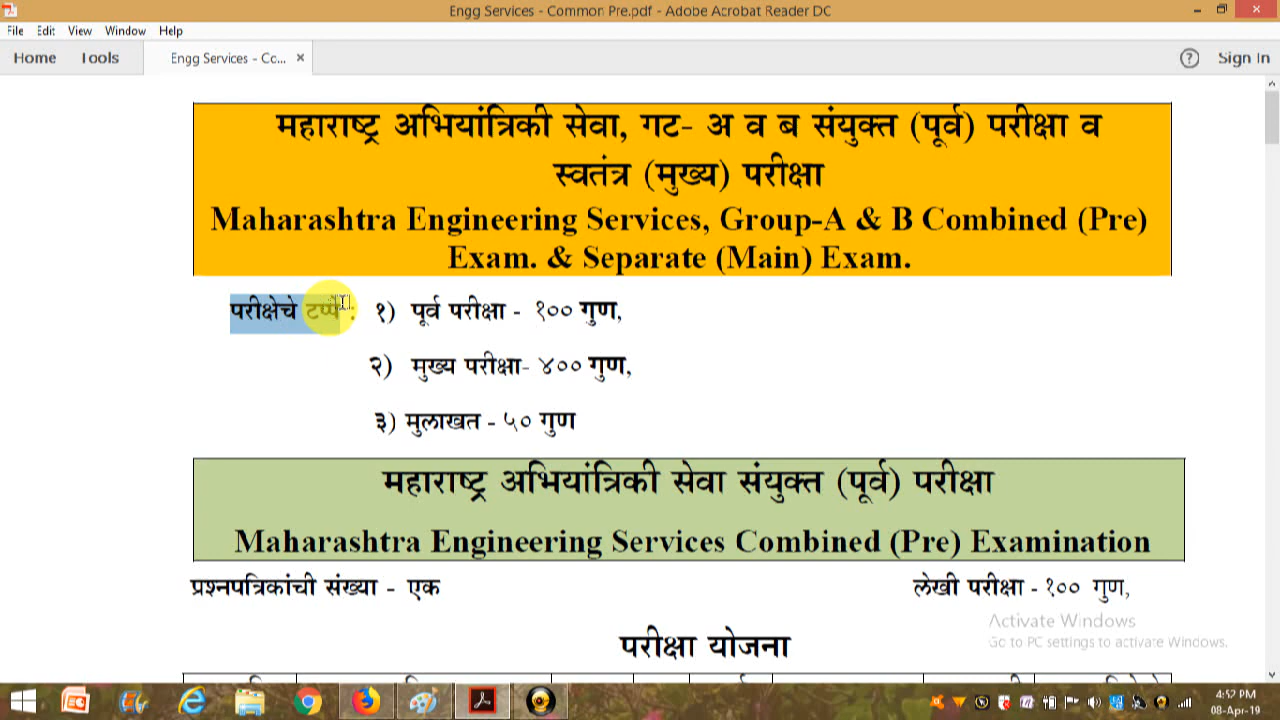 Engg Services - Common Pre.pdf - Adobe Acrobat Reader DC
File Edit View Window Help
Home Tools Engg Services - Cc... × ? Sign In
महाराष्ट्र अभियांत्रिकी सेवा, गट- अ व ब संयुक्त (पूर्व) परीक्षा व
स्वतंत्र (मुख्य) परीक्षा
Maharashtra Engineering Services, Group-A & B Combined (Pre)
Exam. & Separate (Main) Exam.
परीक्षेचे टप्पे : १) पूर्व परीक्षा - १०० गुण,
२) मुख्य परीक्षा- ४०० गुण,
३) मुलाखत - ५० गुण
महाराष्ट्र अभियांत्रिकी सेवा संयुक्त (पूर्व) परीक्षा
Maharashtra Engineering Services Combined (Pre) Examination
प्रश्नपत्रिकांची संख्या - एक लेखी परीक्षा - १०० गुण,
Activate Windows
Go to PC settings to activate Windows.
परीक्षा योजना
4:52 PM
08-Apr-19